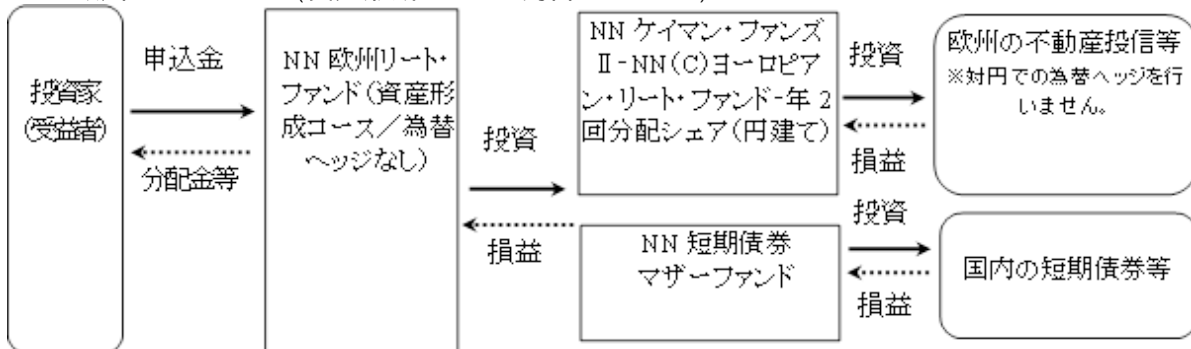 投資家
(受益者)
申込金
分配金等
NN 欧州リート・
ファンド(資産形
成コース／為替
ヘッジなし)
投資
損益
NN ケイマン・ファンズ
Ⅱ-NN(C)ヨーロピア
ン・リート・ファンド-年 2
回分配シェア(円建て)
投資
損益
欧州の不動産投信等
※対円での為替ヘッジを行
いません。
NN 短期債券
マザーファンド
投資
損益
国内の短期債券等